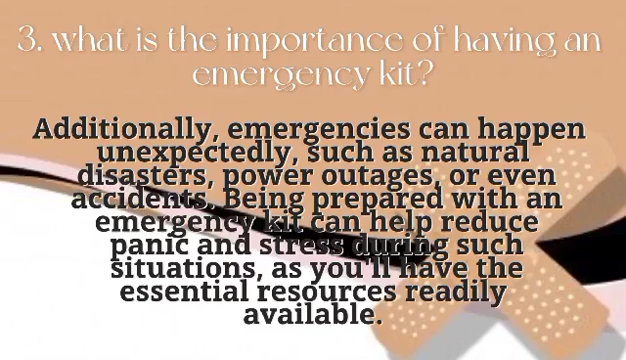 3. what is the importance of having an
emergency kit?
Additionally, emergencies can happen
unexpectedly, such as natural
disasters, power outages, or even
accidents. Being prepared with an
emergency kit can help reduce
panic and stress during such
situations, as you'll have the
essential resources readily
available.